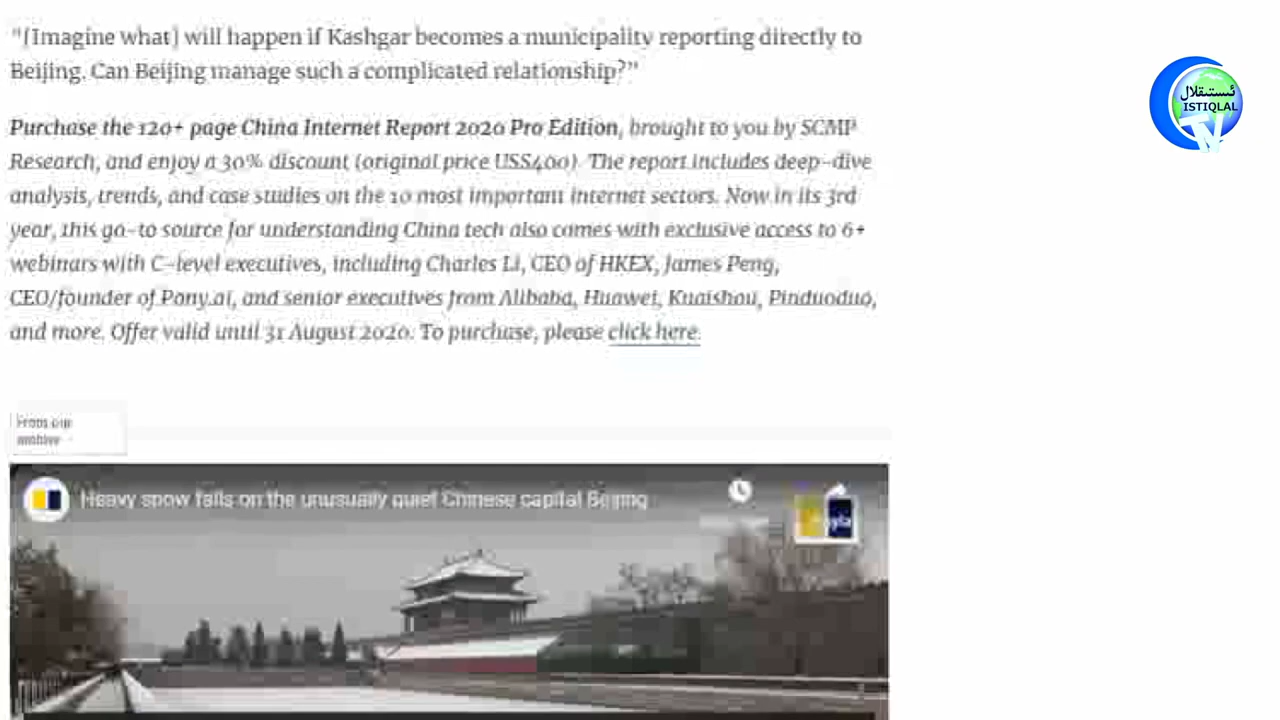 "[Imagine what] will happen if Kashgar becomes a municipality reporting directly to
Beijing. Can Beijing manage such a complicated relationship?"
Purchase the 120+ page China Internet Report 2020 Pro Edition, brought to you by SCMP
Research, and enjoy a 30% discount (original price US$400). The report includes deep-dive
analysis, trends, and case studies on the 10 most important internet sectors. Now in its 3rd
year, this go-to source for understanding China tech also comes with exclusive access to 6+
webinars with C-level executives, including Charles Li, CEO of HKEX, James Peng,
CEO/founder of Pony.ai, and senior executives from Alibaba, Huawei, Kuaishou, Pinduoduo,
and more. Offer valid until 31 August 2020. To purchase, please click here.
ئىستىقلال
ISTIQLAL
TV
From our
archive
Heavy snow falls on the unusually quiet Chinese capital Beijing